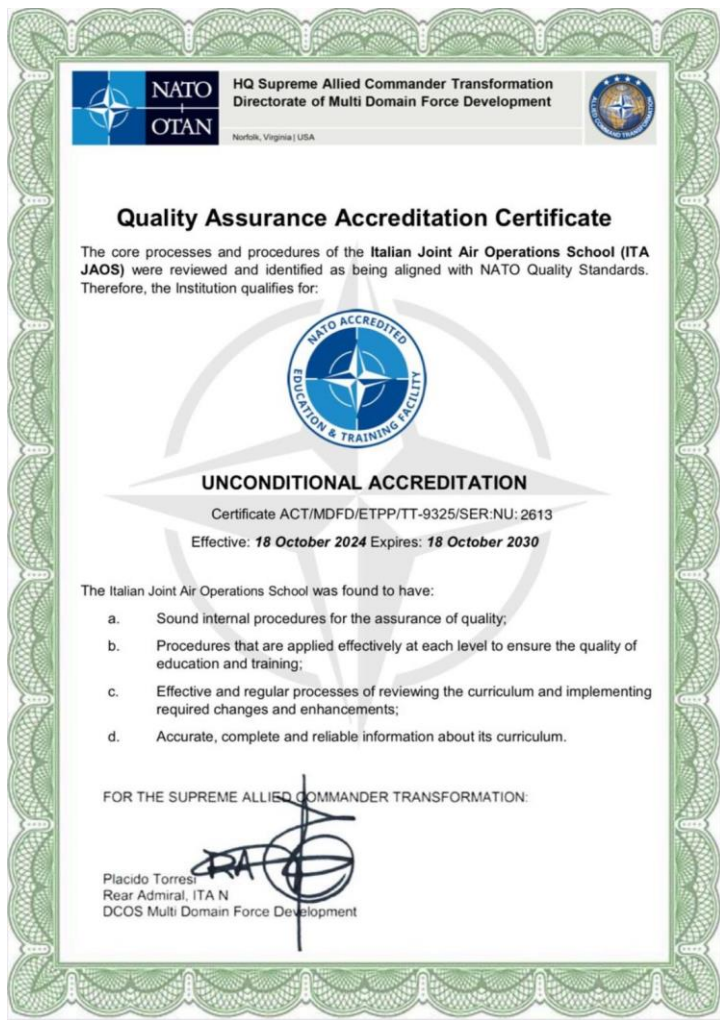 NATO
OTAN
HQ Supreme Allied Commander Transformation
Directorate of Multi Domain Force Development
Norfolk, Virginia | USA
ALLIED COMMAND TRANSFORMATION
Quality Assurance Accreditation Certificate
The core processes and procedures of the Italian Joint Air Operations School (ITA
JAOS) were reviewed and identified as being aligned with NATO Quality Standards.
Therefore, the Institution qualifies for:
NATO ACCREDITED
EDUCATION & TRAINING FACILITY
UNCONDITIONAL ACCREDITATION
Certificate ACT/MDFD/ETPP/TT-9325/SER:NU: 2613
Effective: 18 October 2024 Expires: 18 October 2030
The Italian Joint Air Operations School was found to have:
a. Sound internal procedures for the assurance of quality;
b. Procedures that are applied effectively at each level to ensure the quality of
education and training;
c. Effective and regular processes of reviewing the curriculum and implementing
required changes and enhancements;
d. Accurate, complete and reliable information about its curriculum.
FOR THE SUPREME ALLIED COMMANDER TRANSFORMATION:
Placido Torresi
Rear Admiral, ITA N
DCOS Multi Domain Force Development